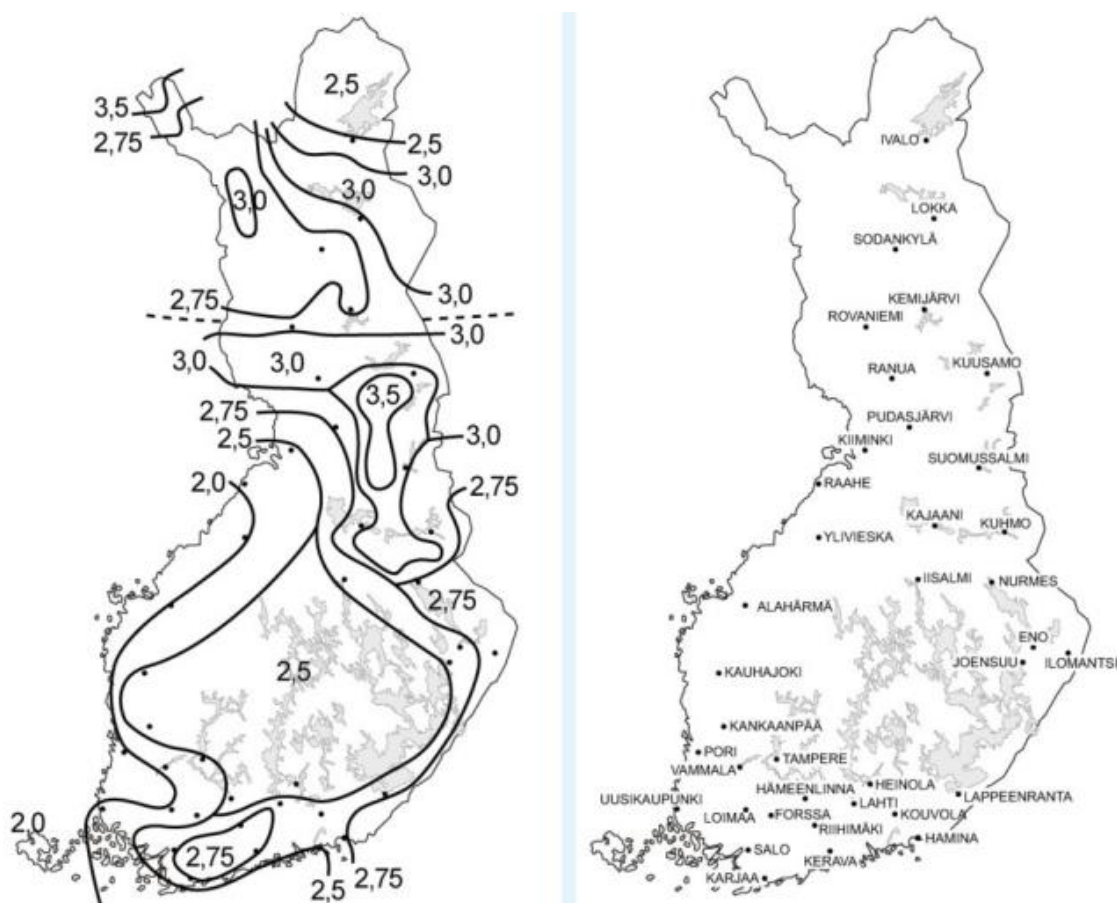 2,5
3,5
2,75
2,5
3,0
3,0
3,0
2,75
3,0
3,0
3,0
3,0
3,5
2,75
2,5
3,0
2,0
2,75
2,75
2,5
2,0
2,75
2,75
2,5
IVALO
LOKKA
SODANKYLÄ
KEMIJÄRVI
ROVANIEMI
RANUA
KUUSAMO
PUDASJÄRVI
KIIMINKI
SUOMUSSALMI
RAAHE
KAJAANI
KUHMO
YLIVIESKA
IISALMI
NURMES
ALAHÄRMÄ
ENO
JOENSUU
ILOMANTSI
KAUHAJOKI
KANKAANPÄÄ
PORI
TAMPERE
VAMMALA
HEINOLA
HÄMEENLINNA
LAPPEENRANTA
UUSIKAUPUNKI
LAHTI
LOIMAA
FORSSA
KOUVOLA
RIIHIMÄKI
HAMINA
SALO
KERAVA
KARJAA